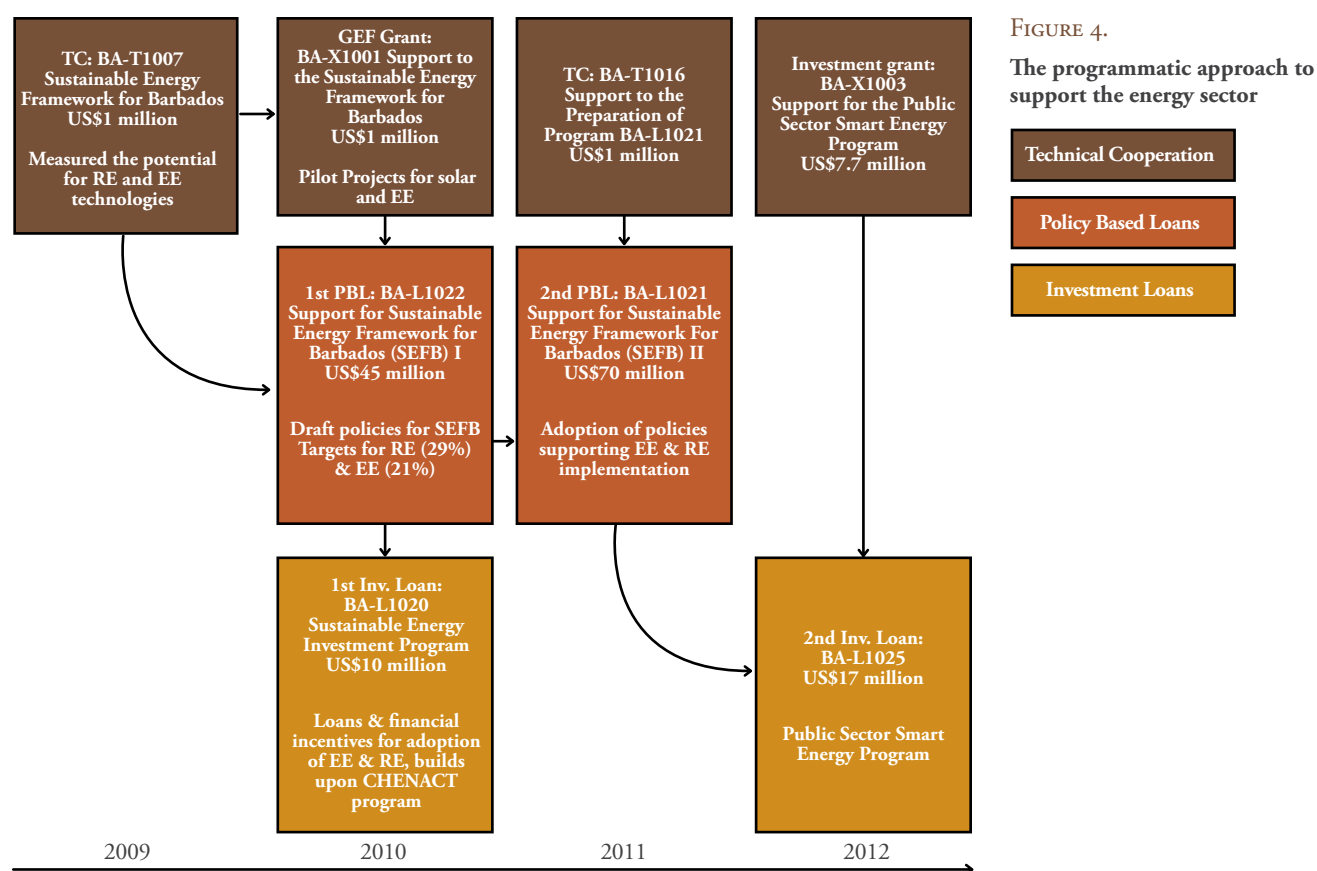 TC: BA-T1007
Sustainable Energy
Framework for Barbados
US$1 million
Measured the potential
for RE and EE
technologies
GEF Grant:
BA-X1001 Support to
the Sustainable Energy
Framework for
Barbados
US$1 million
Pilot Projects for solar
and EE
TC: BA-T1016
Support to the
Preparation of
Program BA-L1021
US$1 million
Investment grant:
BA-X1003
Support for the Public
Sector Smart Energy
Program
US$7.7 million
Figure 4.
The programmatic approach to
support the energy sector
Technical Cooperation
Policy Based Loans
Investment Loans
1st PBL: BA-L1022
Support for Sustainable
Energy Framework for
Barbados (SEFB) I
US$45 million
Draft policies for SEFB
Targets for RE (29%)
& EE (21%)
2nd PBL: BA-L1021
Support for Sustainable
Energy Framework For
Barbados (SEFB) II
US$70 million
Adoption of policies
supporting EE & RE
implementation
1st Inv. Loan:
BA-L1020
Sustainable Energy
Investment Program
US$10 million
Loans & financial
incentives for adoption
of EE & RE, builds
upon CHENACT
program
2nd Inv. Loan:
BA-L1025
US$17 million
Public Sector Smart
Energy Program
2009
2010
2011
2012